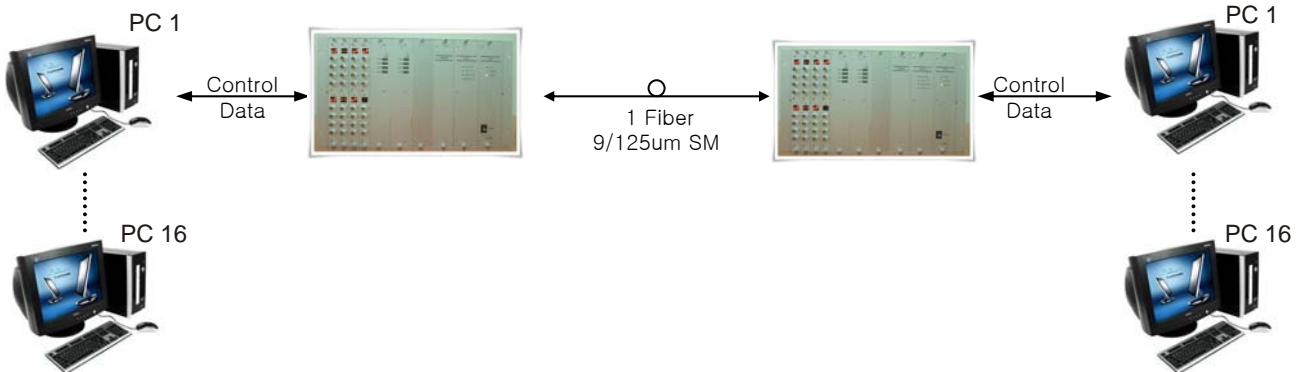 PC 1
Control
Data
1 Fiber
9/125um SM
Control
Data
PC 1
PC 16
PC 16